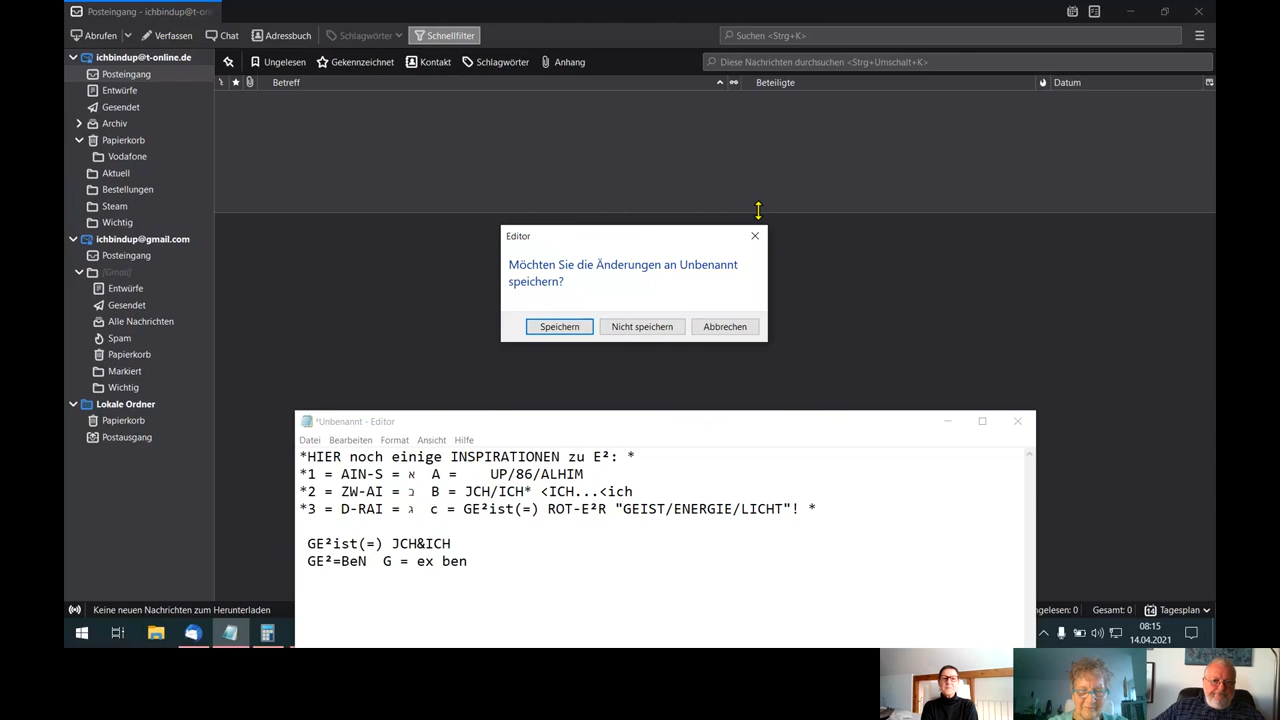 Posteingang - ichbindup@t-on
Abrufen
Verfassen
Chat
Adressbuch
Schlagwörter
Schnellfilter
Suchen <Strg+K>
ichbindup@t-online.de
Posteingang
Entwürfe
Gesendet
Archiv
Papierkorb
Vodafone
Aktuell
Bestellungen
Steam
Wichtig
ichbindup@gmail.com
Posteingang
[Gmail]
Entwürfe
Gesendet
Alle Nachrichten
Spam
Papierkorb
Markiert
Wichtig
Lokale Ordner
Papierkorb
Postausgang
Ungelesen
Gekennzeichnet
Kontakt
Schlagwörter
Anhang
Diese Nachrichten durchsuchen <Strg+Umschalt+K>
Betreff
Beteiligte
Datum
Editor
Möchten Sie die Änderungen an Unbenannt
speichern?
Speichern
Nicht speichern
Abbrechen
*Unbenannt - Editor
Datei Bearbeiten Format Ansicht Hilfe
*HIER noch einige INSPIRATIONEN zu E²: *
*1 = AIN-S = א A = UP/86/ALHIM
*2 = ZW-AI = ב B = JCH/ICH* <ICH...<ich
*3 = D-RAI = ג c = GE²ist(=) ROT-E²R "GEIST/ENERGIE/LICHT"! *
GE²ist(=) JCH&ICH
GE²=BeN G = ex ben
Keine neuen Nachrichten zum Herunterladen
gelesen: 0
Gesamt: 0
14
Tagesplan
08:15
14.04.2021